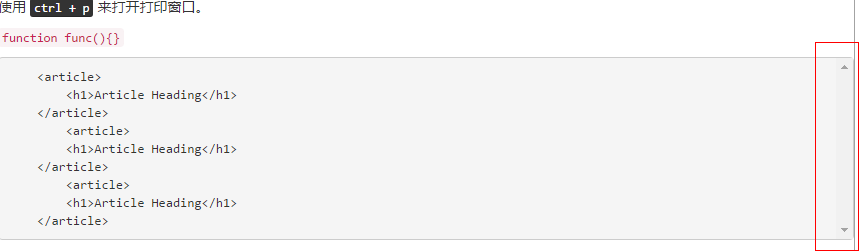 使用 ctrl + p 来打开打印窗口。
function func(){}
<article>
<h1>Article Heading</h1>
</article>
<article>
<h1>Article Heading</h1>
</article>
<article>
<h1>Article Heading</h1>
</article>